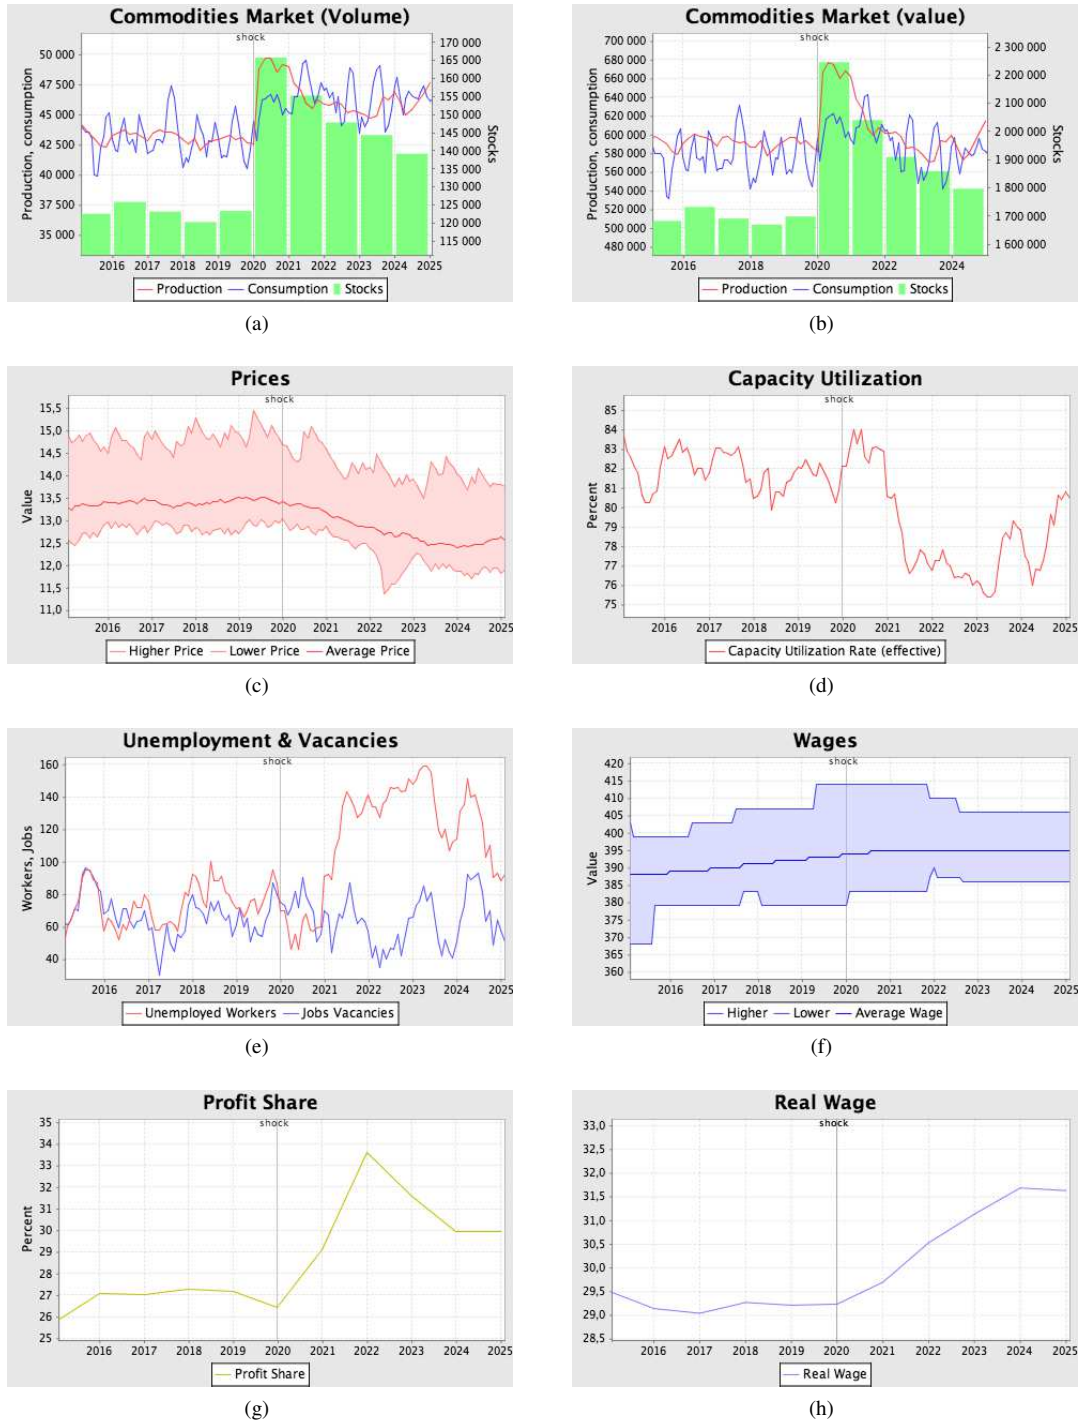 Commodities Market (Volume)
shock
50 000
47 500
45 000
42 500
40 000
37 500
35 000
Production, consumption
170 000
165 000
160 000
155 000
150 000
145 000
140 000
135 000
130 000
125 000
120 000
115 000
Stocks
2016 2017 2018 2019 2020 2021 2022 2023 2024 2025
Production Consumption Stocks
(a)
Commodities Market (value)
shock
700 000
680 000
660 000
640 000
620 000
600 000
580 000
560 000
540 000
520 000
500 000
480 000
Production, consumption
2 300 000
2 200 000
2 100 000
2 000 000
1 900 000
1 800 000
1 700 000
1 600 000
Stocks
2016 2018 2020 2022 2024
Production Consumption Stocks
(b)
Prices
shock
15,5
15,0
14,5
14,0
13,5
13,0
12,5
12,0
11,5
11,0
Value
2016 2017 2018 2019 2020 2021 2022 2023 2024 2025
Higher Price Lower Price Average Price
(c)
Capacity Utilization
shock
85
84
83
82
81
80
79
78
77
76
75
Percent
2016 2017 2018 2019 2020 2021 2022 2023 2024 2025
Capacity Utilization Rate (effective)
(d)
Unemployment & Vacancies
shock
160
140
120
100
80
60
40
Workers, Jobs
2016 2017 2018 2019 2020 2021 2022 2023 2024 2025
Unemployed Workers Jobs Vacancies
(e)
Wages
shock
420
415
410
405
400
395
390
385
380
375
370
365
360
Value
2016 2017 2018 2019 2020 2021 2022 2023 2024 2025
Higher Lower Average Wage
(f)
Profit Share
shock
35
34
33
32
31
30
29
28
27
26
25
Percent
2016 2017 2018 2019 2020 2021 2022 2023 2024 2025
Profit Share
(g)
Real Wage
shock
33,0
32,5
32,0
31,5
31,0
30,5
30,0
29,5
29,0
28,5
2016 2017 2018 2019 2020 2021 2022 2023 2024 2025
Real Wage
(h)